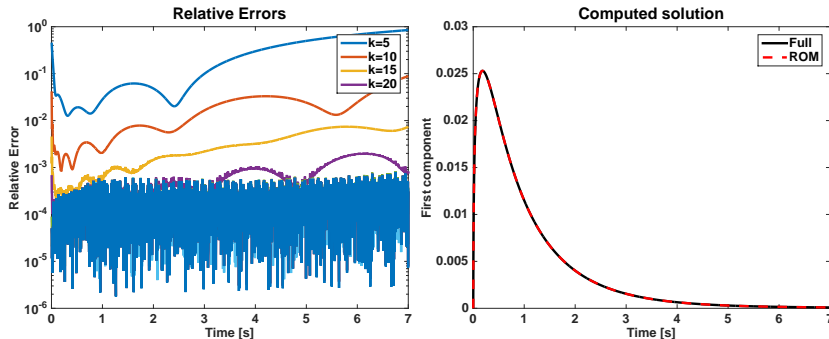 Relative Errors
Relative Error
10^0
10^-1
10^-2
10^-3
10^-4
10^-5
10^-6
k=5
k=10
k=15
k=20
0 1 2 3 4 5 6 7
Time [s]
Computed solution
First component
0.03
0.025
0.02
0.015
0.01
0.005
0
Full
ROM
0 1 2 3 4 5 6 7
Time [s]